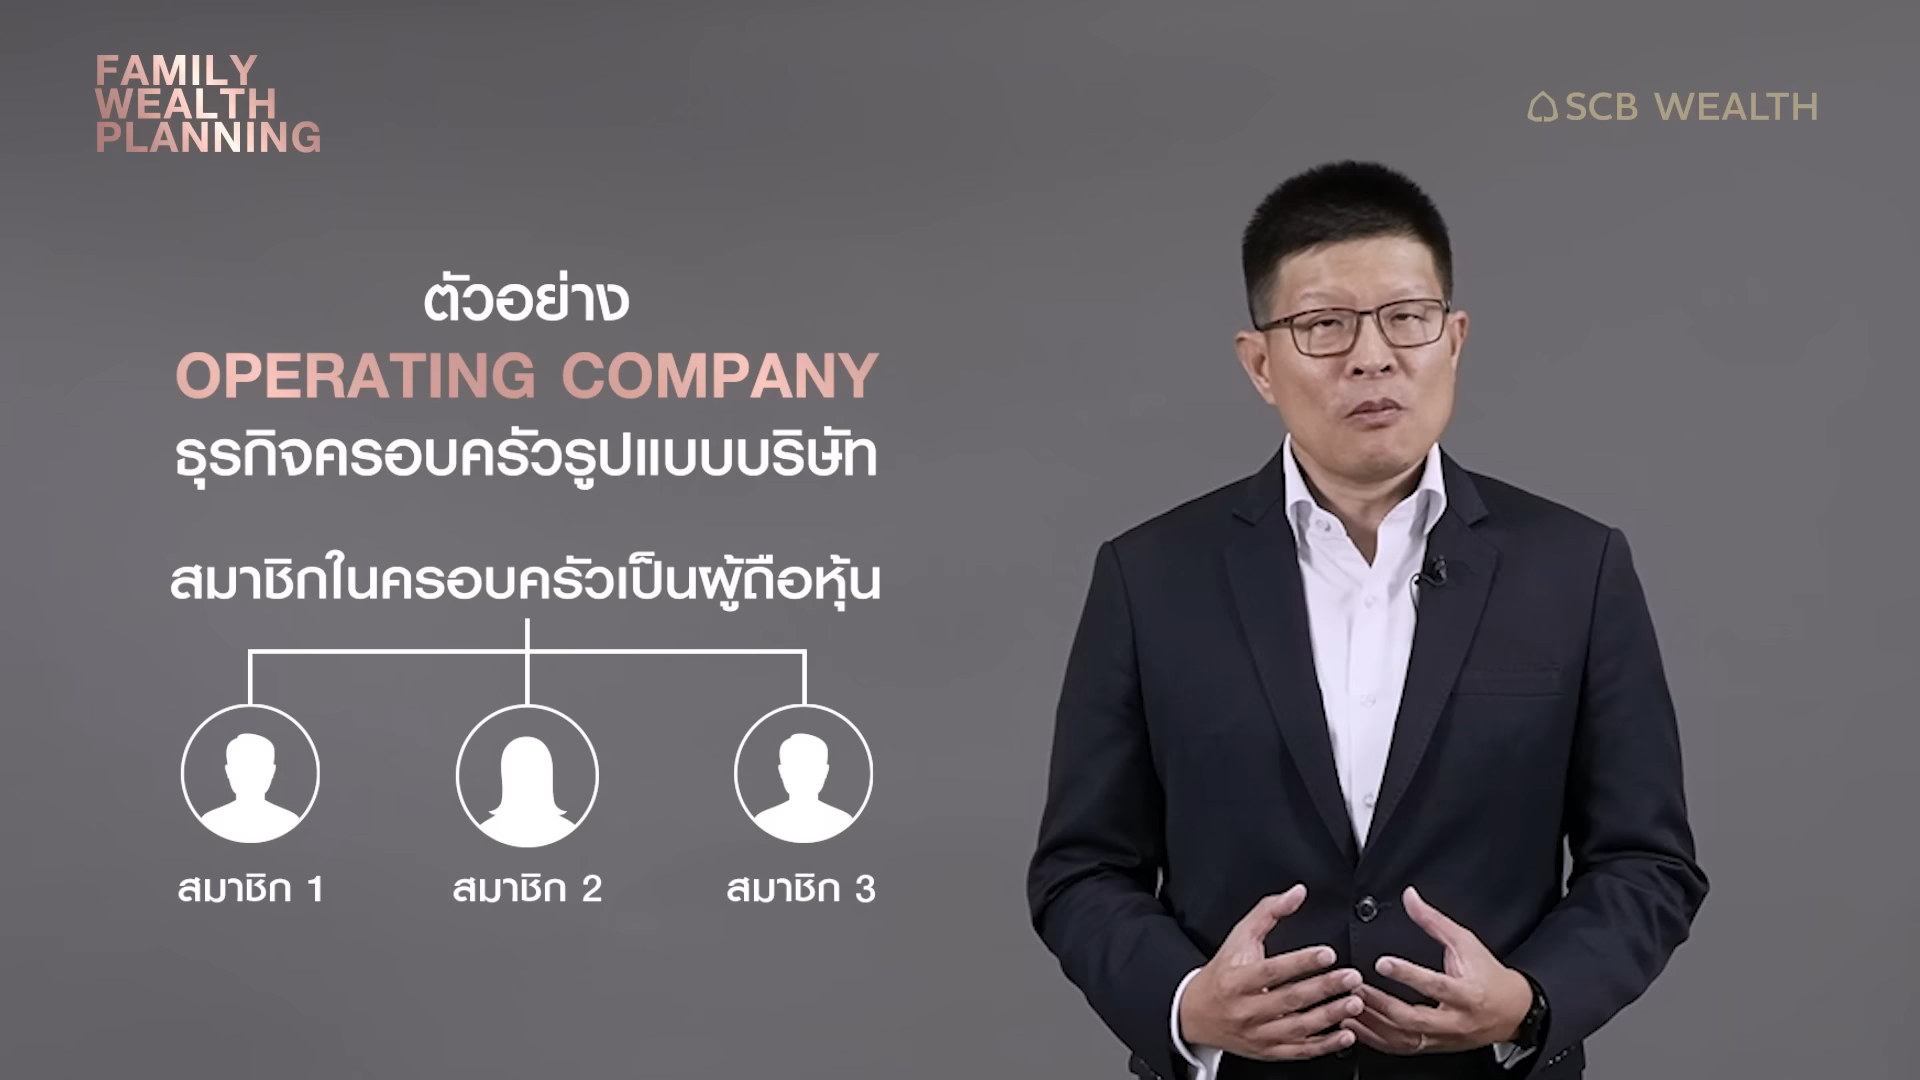 FAMILY
WEALTH
PLANNING
SCB WEALTH
ตัวอย่าง
OPERATING COMPANY
ธุรกิจครอบครัวรูปแบบบริษัท
สมาชิกในครอบครัวเป็นผู้ถือหุ้น
สมาชิก 1
สมาชิก 2
สมาชิก 3